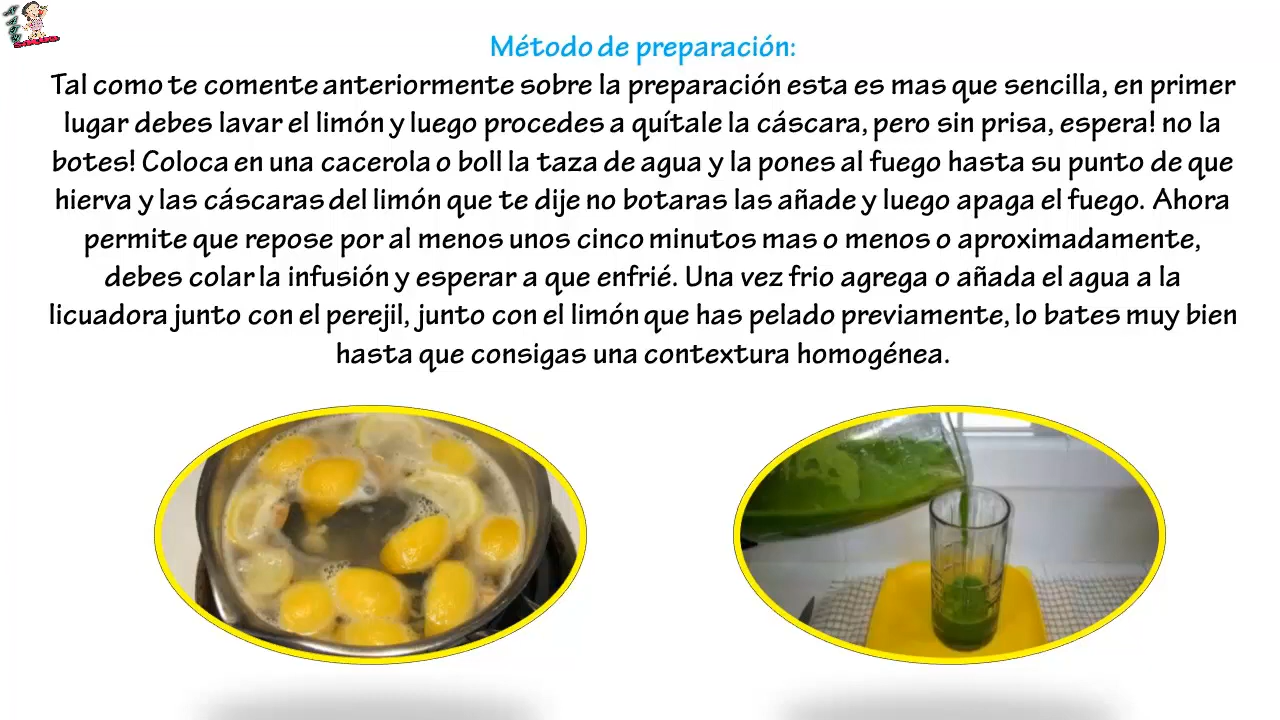 Método de preparación:
Tal como te comente anteriormente sobre la preparación esta es mas que sencilla, en primer
lugar debes lavar el limón y luego procedes a quítale la cáscara, pero sin prisa, espera! no la
botes! Coloca en una cacerola o boll la taza de agua y la pones al fuego hasta su punto de que
hierva y las cáscaras del limón que te dije no botaras las añade y luego apaga el fuego. Ahora
permite que repose por al menos unos cinco minutos mas o menos o aproximadamente,
debes colar la infusión y esperar a que enfrié. Una vez frio agrega o añada el agua a la
licuadora junto con el perejil, junto con el limón que has pelado previamente, lo bates muy bien
hasta que consigas una contextura homogénea.